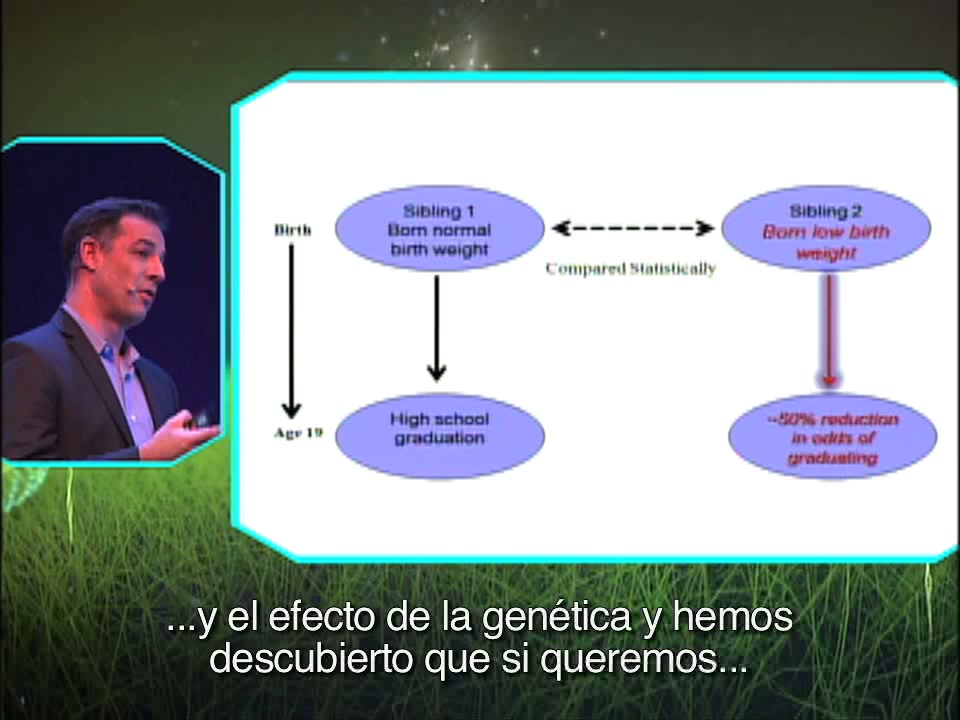 Birth
Sibling 1
Born normal
birth weight
Sibling 2
Born low birth
weight
Compared Statistically
Age 19
High school
graduation
~50% reduction
in odds of
graduating
...y el efecto de la genética y hemos
descubierto que si queremos...